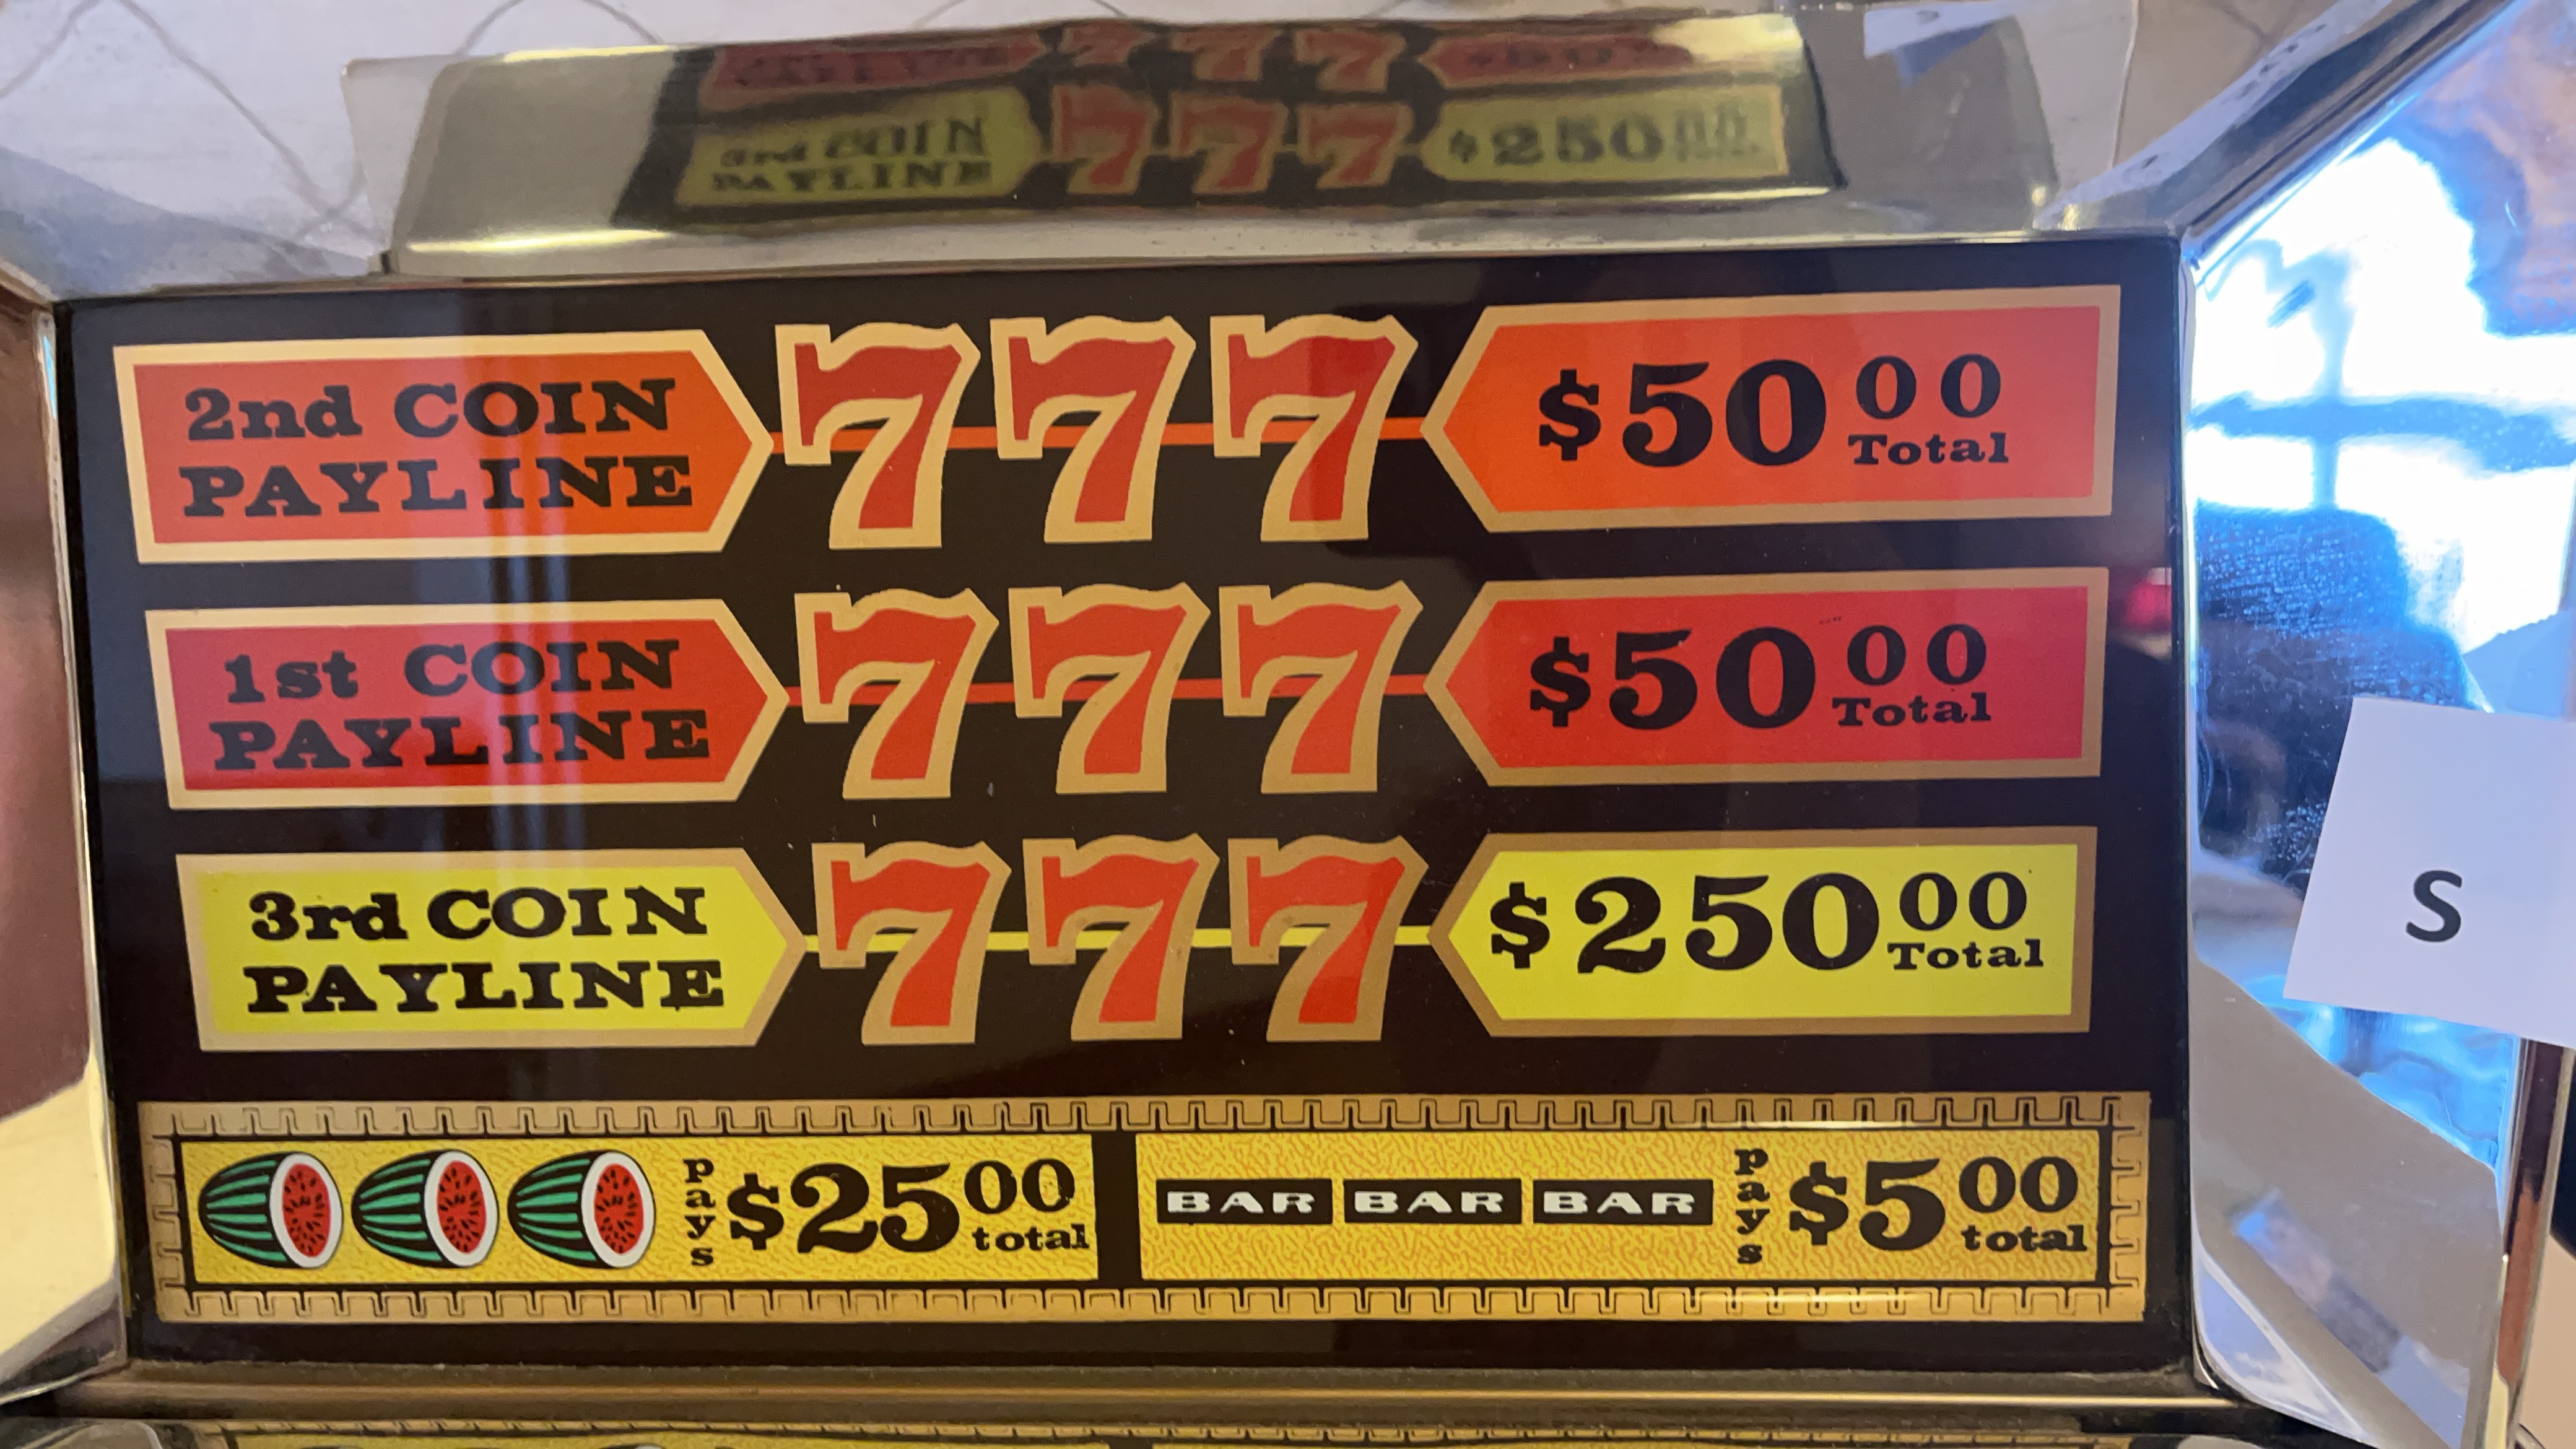 3rd COIN
PAYLINE
777
$250
2nd COIN
PAYLINE
777
$50 00
Total
1st COIN
PAYLINE
777
$50 00
Total
3rd COIN
PAYLINE
777
$250 00
Total
S
pays
$25 00
total
BAR BAR BAR
pays
$5 00
total